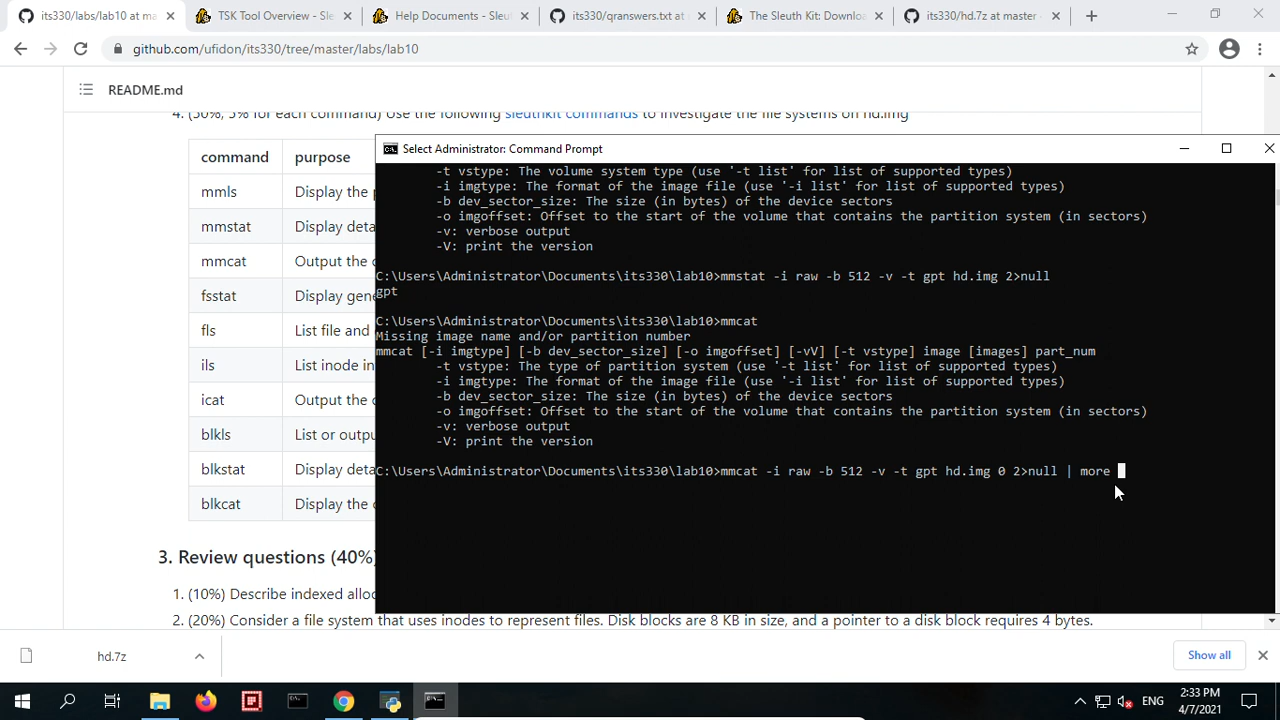 its330/labs/lab10 at ma
TSK Tool Overview - Sle
Help Documents - Sleut
its330/qranswers.txt at
The Sleuth Kit: Downloa
its330/hd.7z at master
github.com/ufidon/its330/tree/master/labs/lab10
README.md
4. (50%, 5% for each command) Use the following sleuthkit commands to investigate the file systems on hd.img
command purpose
mmls Display the
mmstat Display deta
mmcat Output the c
fsstat Display gene
fls List file and
ils List inode in
icat Output the c
blkls List or outpu
blkstat Display deta
blkcat Display the c
3. Review questions (40%)
1. (10%) Describe indexed alloc
2. (20%) Consider a file system that uses inodes to represent files. Disk blocks are 8 KB in size, and a pointer to a disk block requires 4 bytes.
Select Administrator: Command Prompt
-t vstype: The volume system type (use '-t list' for list of supported types)
-i imgtype: The format of the image file (use '-i list' for list of supported types)
-b dev_sector_size: The size (in bytes) of the device sectors
-o imgoffset: Offset to the start of the volume that contains the partition system (in sectors)
-v: verbose output
-V: print the version
C:\Users\Administrator\Documents\its330\lab10>mmstat -i raw -b 512 -v -t gpt hd.img 2>null
gpt
C:\Users\Administrator\Documents\its330\lab10>mmcat
Missing image name and/or partition number
mmcat [-i imgtype] [-b dev_sector_size] [-o imgoffset] [-vV] [-t vstype] image [images] part_num
-t vstype: The type of partition system (use '-t list' for list of supported types)
-i imgtype: The format of the image file (use '-i list' for list of supported types)
-b dev_sector_size: The size (in bytes) of the device sectors
-o imgoffset: Offset to the start of the volume that contains the partition system (in sectors)
-v: verbose output
-V: print the version
C:\Users\Administrator\Documents\its330\lab10>mmcat -i raw -b 512 -v -t gpt hd.img 0 2>null | more
hd.7z
Show all
ENG
2:33 PM
4/7/2021